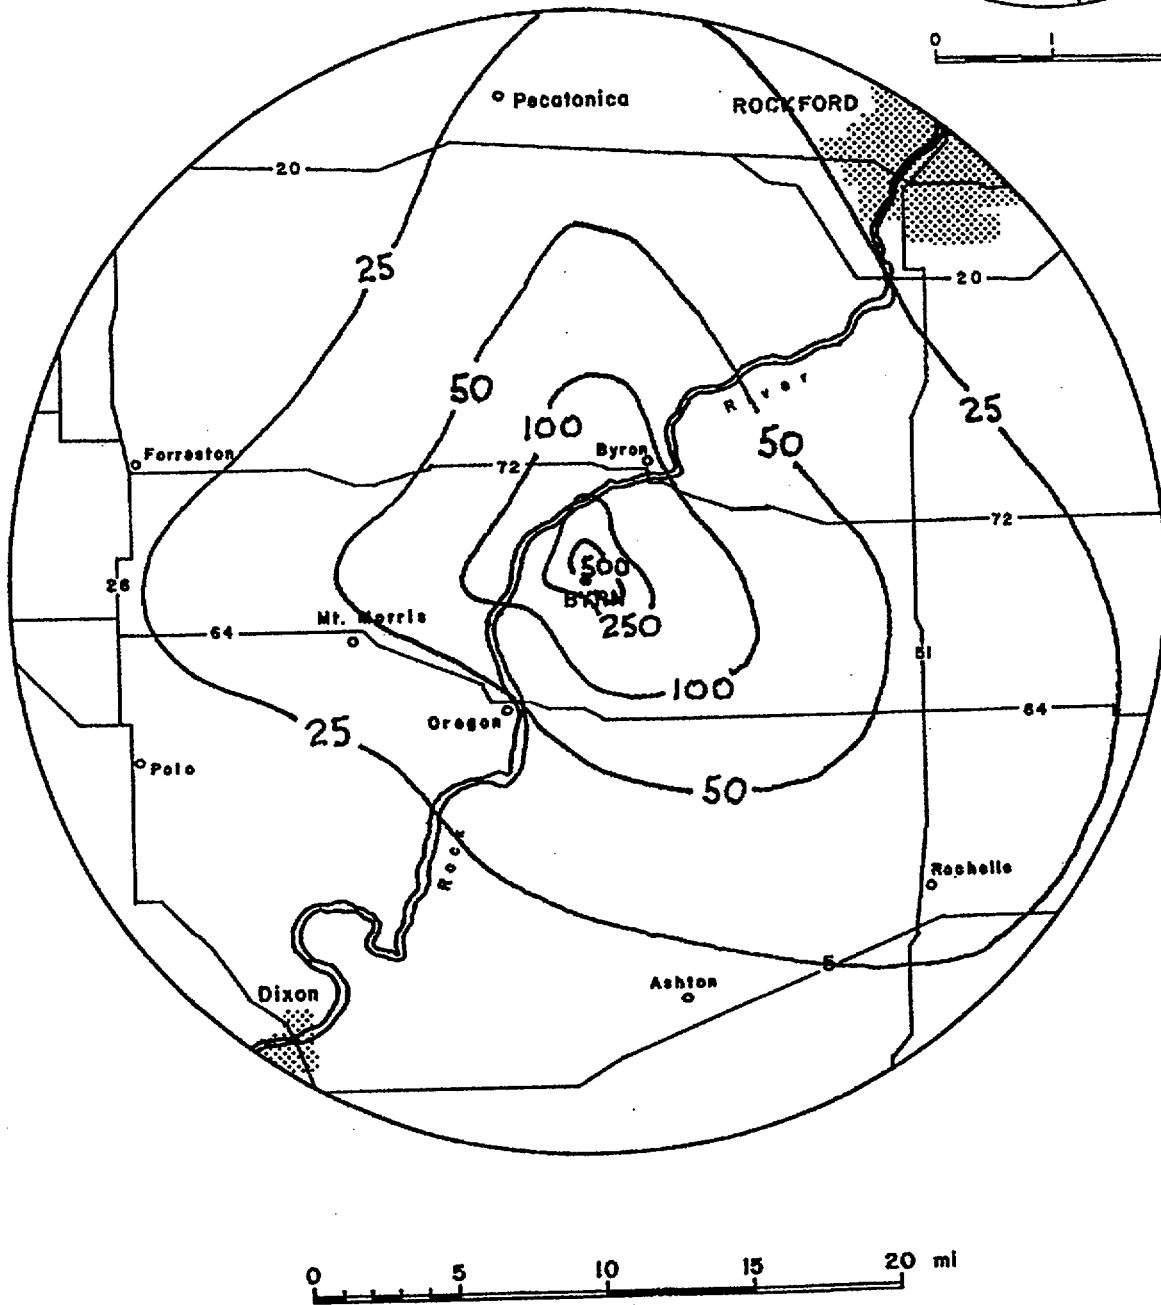 0 1
Pecatonica
ROCKFORD
20
25
20
50
River
25
100
50
Forreston
Byron
72
72
500
26
BYRN
Mt. Morris
250
64
51
100
64
Oregon
25
Polo
50
Rock
Rochelle
5
Ashton
Dixon
0 5 10 15 20 mi